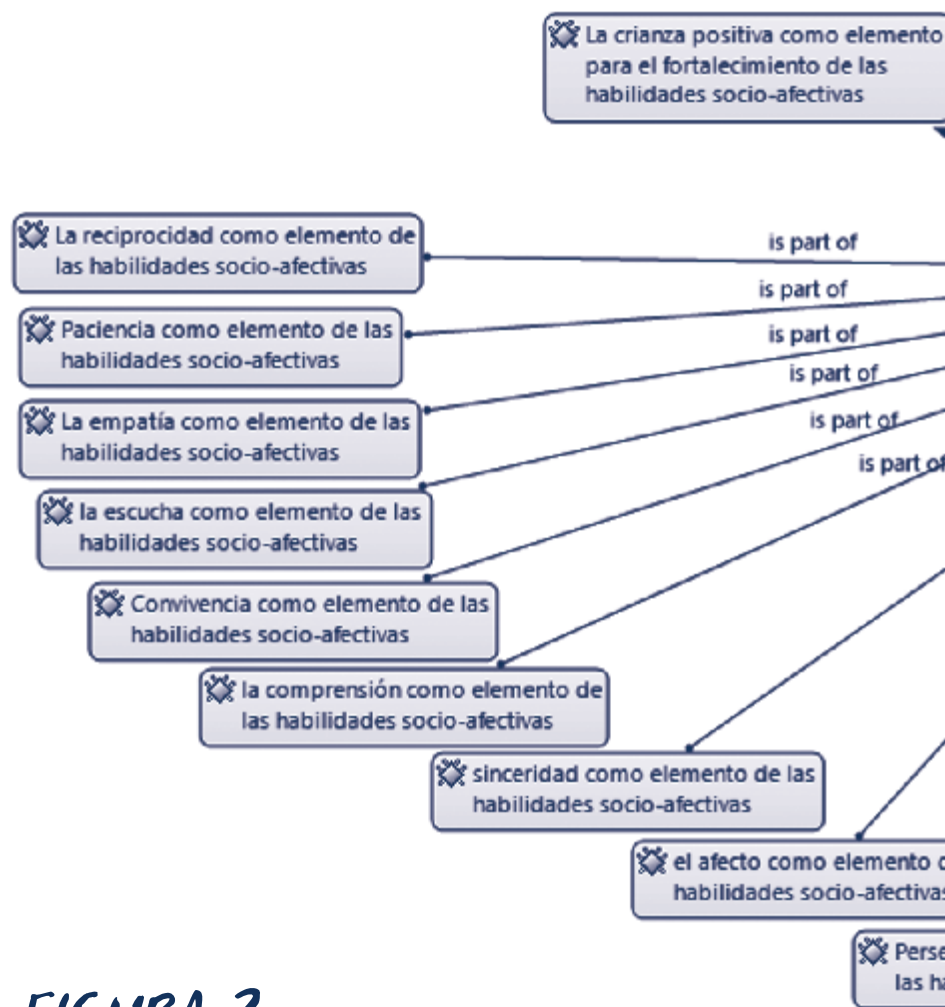 La crianza positiva como elemento
para el fortalecimiento de las
habilidades socio-afectivas
La reciprocidad como elemento de
las habilidades socio-afectivas
is part of
is part of
Paciencia como elemento de las
habilidades socio-afectivas
is part of
is part of
La empatía como elemento de las
habilidades socio-afectivas
is part of
is part of
la escucha como elemento de las
habilidades socio-afectivas
Convivencia como elemento de las
habilidades socio-afectivas
la comprensión como elemento de
las habilidades socio-afectivas
sinceridad como elemento de las
habilidades socio-afectivas
el afecto como elemento
habilidades socio-afectivas
las
FIGURA 2